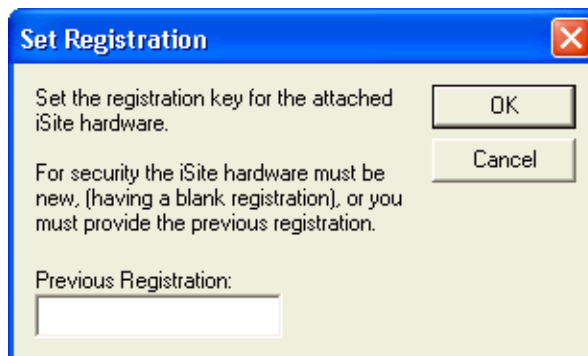 Set Registration
Set the registration key for the attached
iSite hardware.
OK
Cancel
For security the iSite hardware must be
new, (having a blank registration), or you
must provide the previous registration.
Previous Registration: